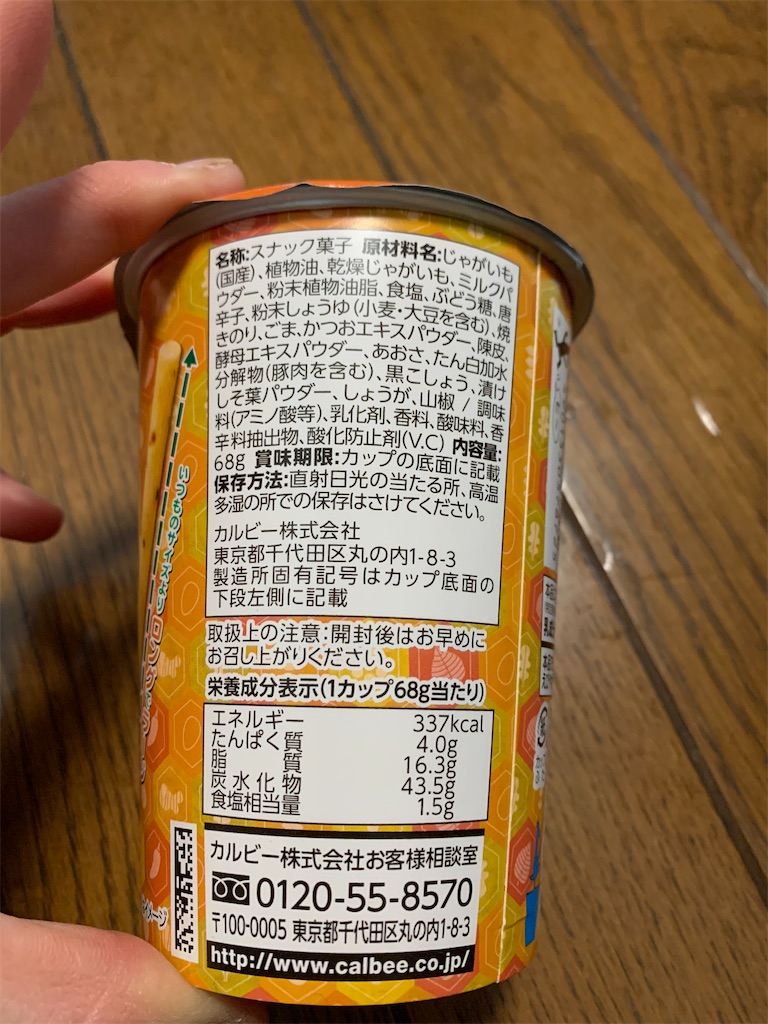 名称:スナック菓子 原材料名:じゃがいも
(国産)、植物油、乾燥じゃがいも、ミルクパ
ウダー、粉末植物油脂、食塩、ぶどう糖、唐
辛子、粉末しょうゆ(小麦・大豆を含む)、焼
きのり、ごま、かつおエキスパウダー、陳皮、
酵母エキスパウダー、あおさ、たん白加水
分解物(豚肉を含む)、黒こしょう、漬け
しそ葉パウダー、しょうが、山椒 / 調味
料(アミノ酸等)、乳化剤、香料、酸味料、香
辛料抽出物、酸化防止剤(V.C) 内容量:
68g 賞味期限:カップの底面に記載
保存方法:直射日光の当たる所、高温
多湿の所での保存はさけてください。
カルビー株式会社
東京都千代田区丸の内1-8-3
製造所固有記号はカップ底面の
下段左側に記載
取扱上の注意:開封後はお早めに
お召し上がりください。
栄養成分表示(1カップ68g当たり)
エネルギー 337kcal
たんぱく質 4.0g
脂質 16.3g
炭水化物 43.5g
食塩相当量 1.5g
カルビー株式会社お客様相談室
0120-55-8570
〒100-0005 東京都千代田区丸の内1-8-3
http://www.calbee.co.jp/
いつものサイズより
イメージ